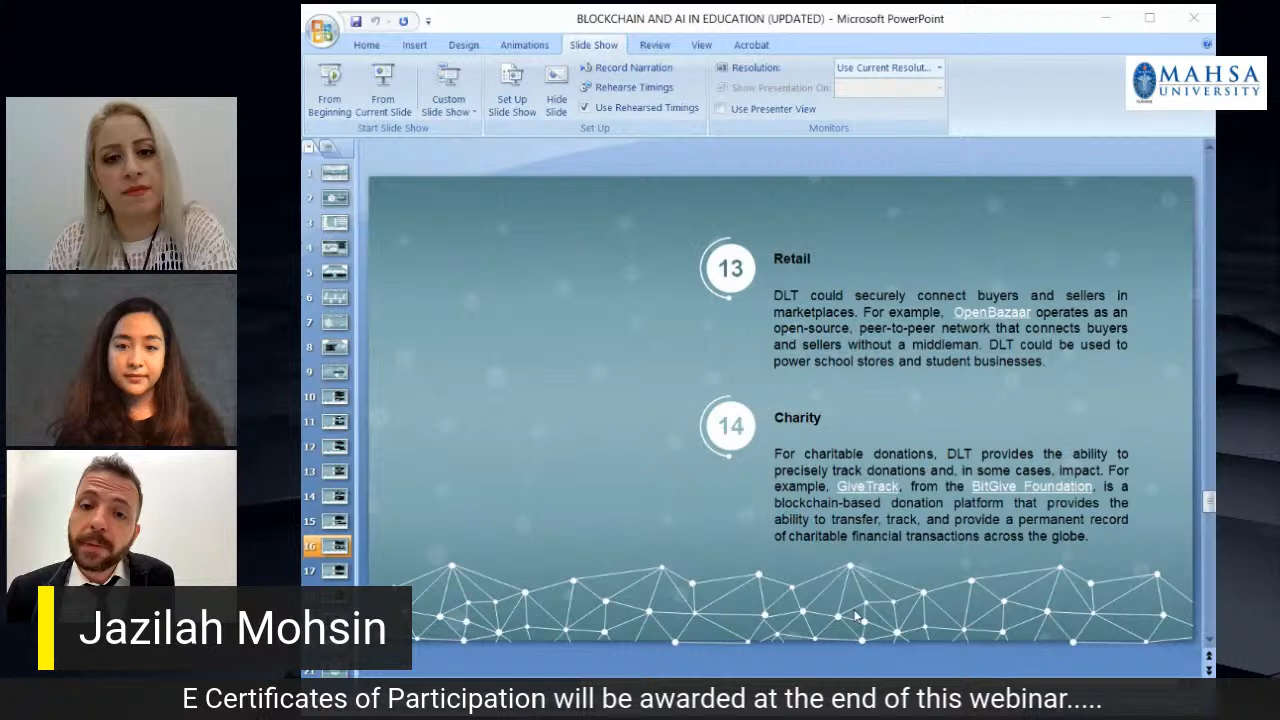 BLOCKCHAIN AND AI IN EDUCATION (UPDATED) - Microsoft PowerPoint
Home Insert Design Animations Slide Show Review View Acrobat
From Beginning
From Current Slide
Custom Slide Show
Start Slide Show
Set Up Slide Show
Hide Slide
Record Narration
Rehearse Timings
Use Rehearsed Timings
Set Up
Resolution: Use Current Resolut...
Show Presentation On:
Use Presenter View
Monitors
MAHSA
UNIVERSITY
1
2
3
4
5
6
7
8
9
10
11
12
13
14
15
16
17
13
Retail
DLT could securely connect buyers and sellers in
marketplaces. For example, OpenBazaar operates as an
open-source, peer-to-peer network that connects buyers
and sellers without a middleman. DLT could be used to
power school stores and student businesses.
14
Charity
For charitable donations, DLT provides the ability to
precisely track donations and, in some cases, impact. For
example, GiveTrack, from the BitGive Foundation, is a
blockchain-based donation platform that provides the
ability to transfer, track, and provide a permanent record
of charitable financial transactions across the globe.
Jazilah Mohsin
E Certificates of Participation will be awarded at the end of this webinar.....